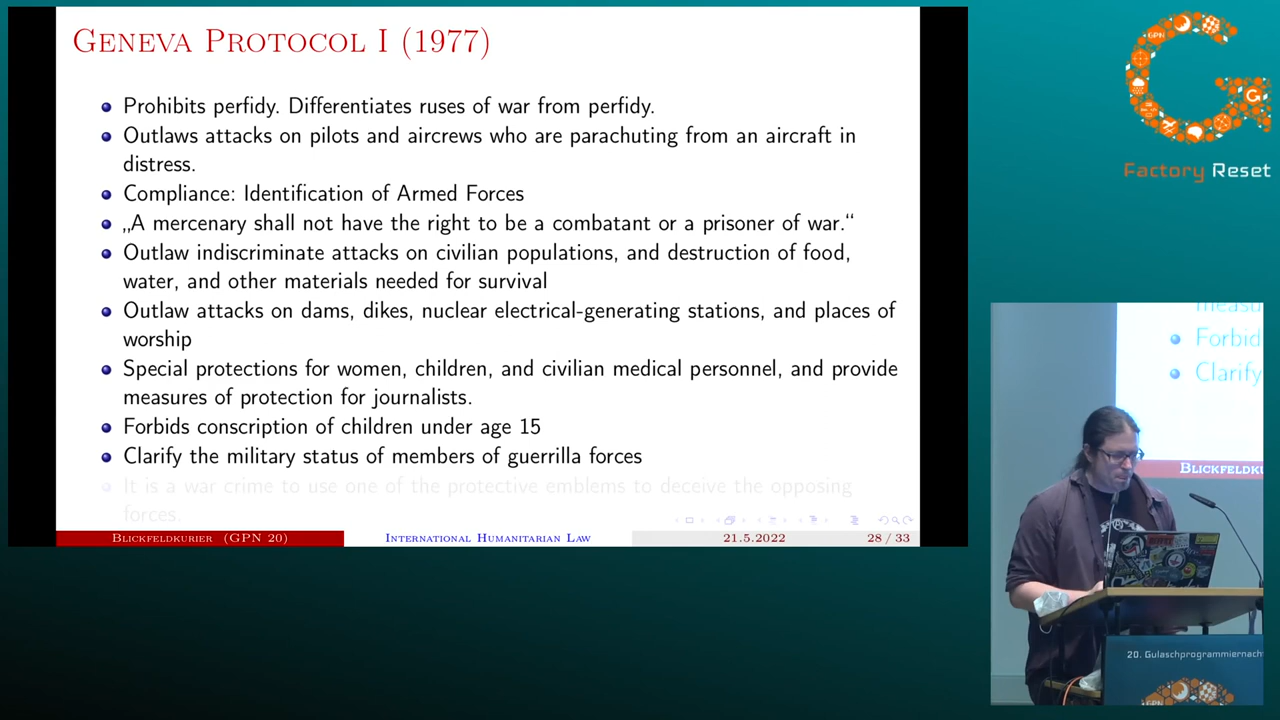 GENEVA PROTOCOL I (1977)
Prohibits perfidy. Differentiates ruses of war from perfidy.
Outlaws attacks on pilots and aircrews who are parachuting from an aircraft in
distress.
Compliance: Identification of Armed Forces
„A mercenary shall not have the right to be a combatant or a prisoner of war.“
Outlaw indiscriminate attacks on civilian populations, and destruction of food,
water, and other materials needed for survival
Outlaw attacks on dams, dikes, nuclear electrical-generating stations, and places of
worship
Special protections for women, children, and civilian medical personnel, and provide
measures of protection for journalists.
Forbids conscription of children under age 15
Clarify the military status of members of guerrilla forces
It is a war crime to use one of the protective emblems to deceive the opposing
forces.
BLICKFELDKURIER (GPN 20)
INTERNATIONAL HUMANITARIAN LAW
21.5.2022
28 / 33
GPN
G
Factory Reset
measu
Forbid
Clarify
BLICKFELDKU
20. Gulaschprogrammiernacht